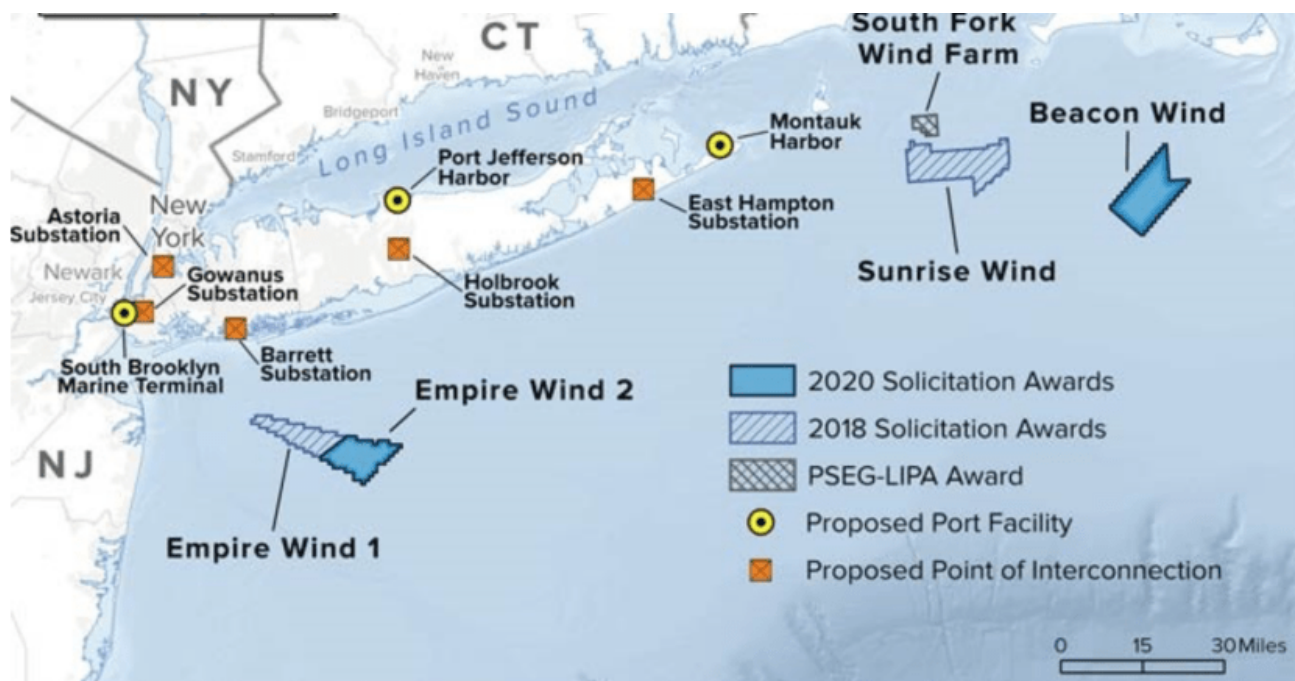 South Fork
Wind Farm
CT
New
Haven
NY
Bridgeport
Long Island Sound
Stamford
Beacon Wind
Montauk
Harbor
Port Jefferson
Harbor
East Hampton
Substation
Astoria
Substation
New
York
Newark
Jersey City
Gowanus
Substation
Holbrook
Substation
Sunrise Wind
South Brooklyn
Marine Terminal
Barrett
Substation
Empire Wind 2
NJ
Empire Wind 1
2020 Solicitation Awards
2018 Solicitation Awards
PSEG-LIPA Award
Proposed Port Facility
Proposed Point of Interconnection
0 15 30 Miles